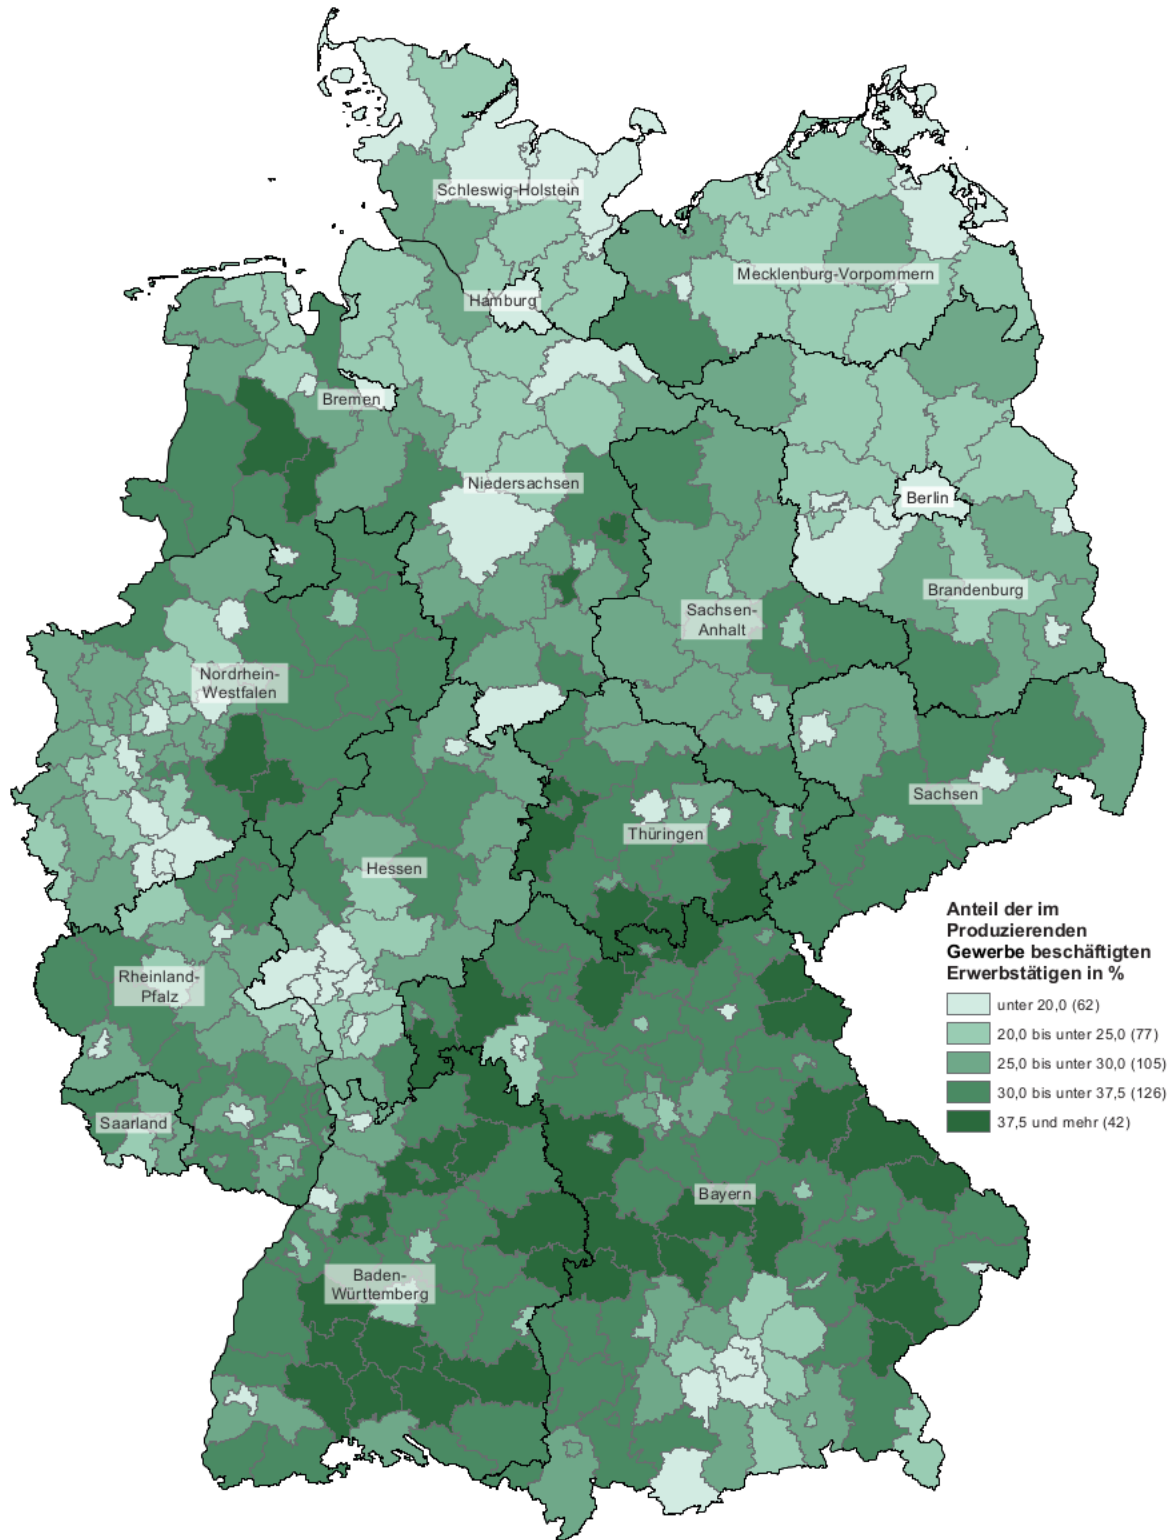 Schleswig-Holstein
Mecklenburg-Vorpommern
Hamburg
Bremen
Niedersachsen
Berlin
Brandenburg
Sachsen-
Anhalt
Nordrhein-
Westfalen
Sachsen
Thüringen
Hessen
Rheinland-
Pfalz
Saarland
Bayern
Baden-
Württemberg
Anteil der im
Produzierenden
Gewerbe beschäftigten
Erwerbstätigen in %
unter 20,0 (62)
20,0 bis unter 25,0 (77)
25,0 bis unter 30,0 (105)
30,0 bis unter 37,5 (126)
37,5 und mehr (42)